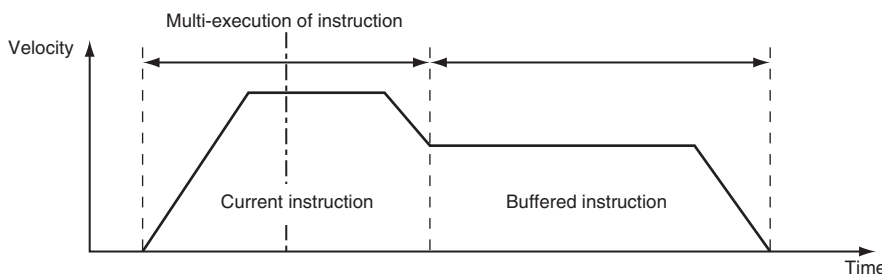 Multi-execution of instruction
Velocity
Current instruction
Buffered instruction
Time